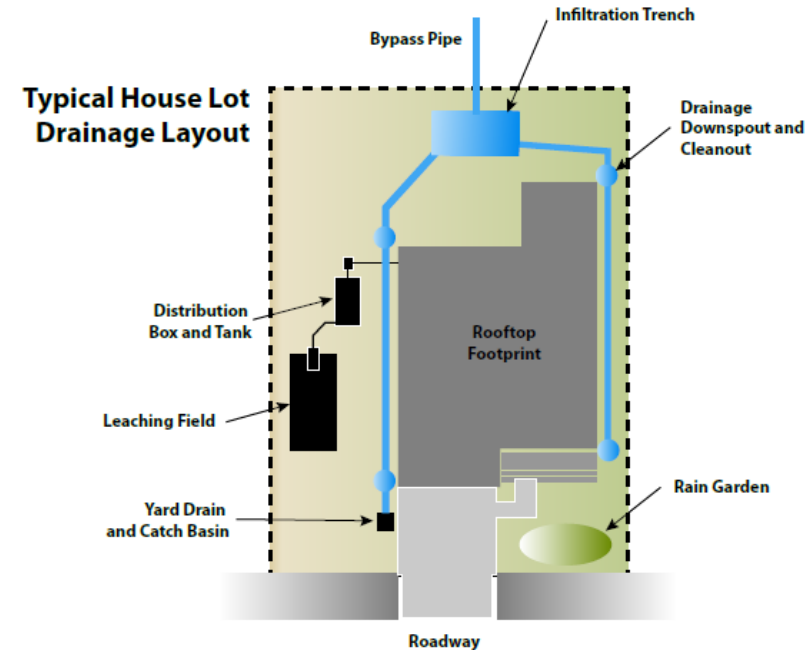 Infiltration Trench
Bypass Pipe
Typical House Lot
Drainage Layout
Drainage
Downspout and
Cleanout
Distribution
Box and Tank
Rooftop
Footprint
Leaching Field
Rain Garden
Yard Drain
and Catch Basin
Roadway